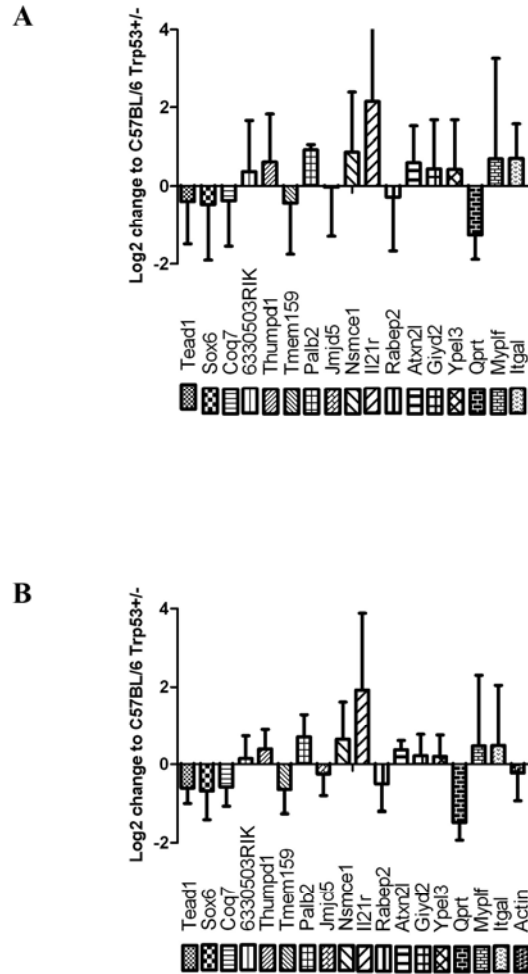 A
Log2 change to C57BL/6 Trp53+/-
4
2
0
-2
Tead1
Sox6
Coq7
6330503RIK
Thumpd1
Tmem159
Palb2
Jmjd5
Nsmce1
Il21r
Rabep2
Atxn2l
Giyd2
Ypel3
Qprt
Myplf
Itgal
B
Log2 change to C57BL/6 Trp53+/-
4
2
0
-2
Tead1
Sox6
Coq7
6330503RIK
Thumpd1
Tmem159
Palb2
Jmjd5
Nsmce1
Il21r
Rabep2
Atxn2l
Giyd2
Ypel3
Qprt
Myplf
Itgal
Actin